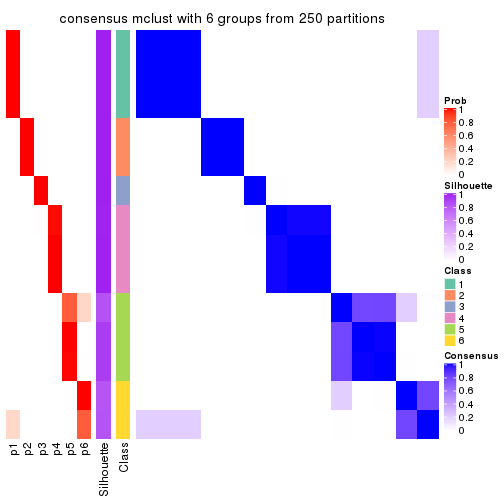 consensus mclust with 6 groups from 250 partitions
Prob
1
0.8
0.6
0.4
0.2
0
Silhouette
1
0.8
0.6
0.4
0.2
0
Class
1
2
3
4
5
6
Consensus
1
0.8
0.6
0.4
0.2
0
p1
p2
p3
p4
p5
p6
Silhouette
Class